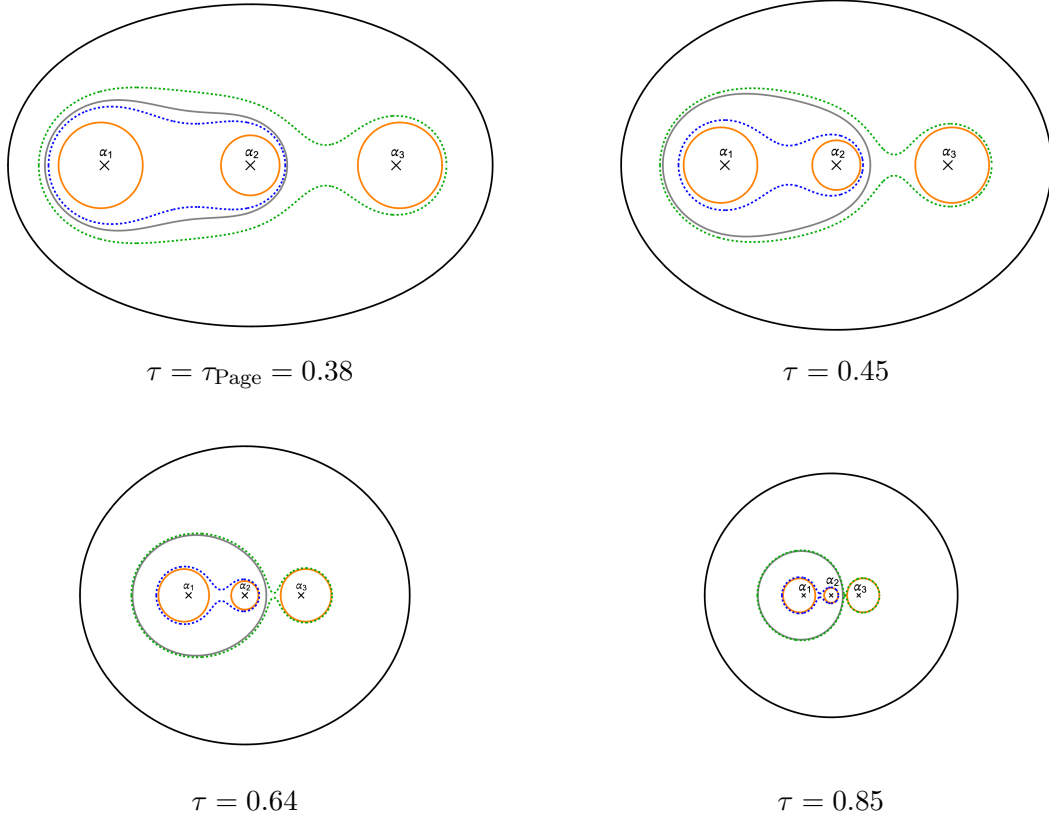 α₁ α₂ α₃
α₁ α₂ α₃
τ = τ_Page = 0.38
τ = 0.45
α₁ α₂ α₃
α₁ α₂ α₃
τ = 0.64
τ = 0.85